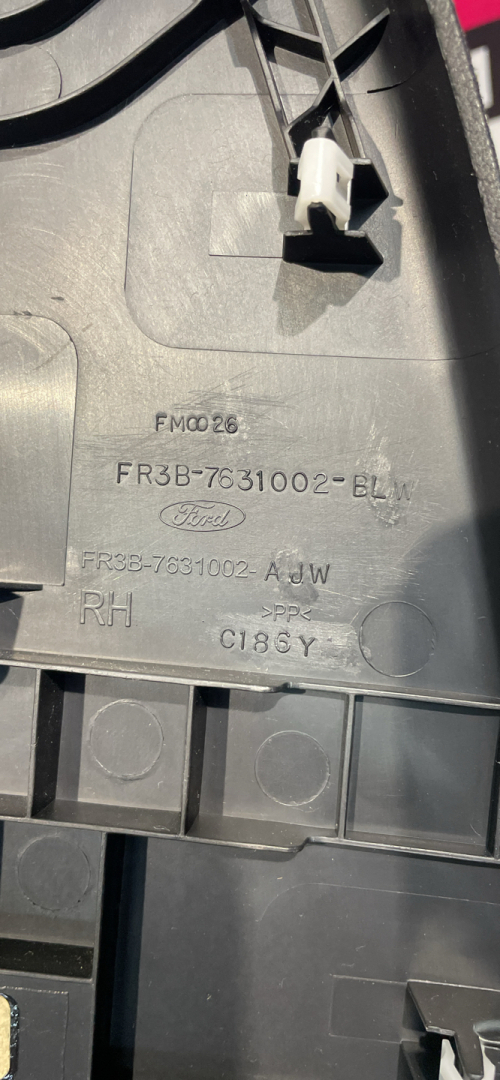 FM0026
FR3B-7631002-BLW
Ford
FR3B-7631002-AJW
RH
>PP<
C186Y